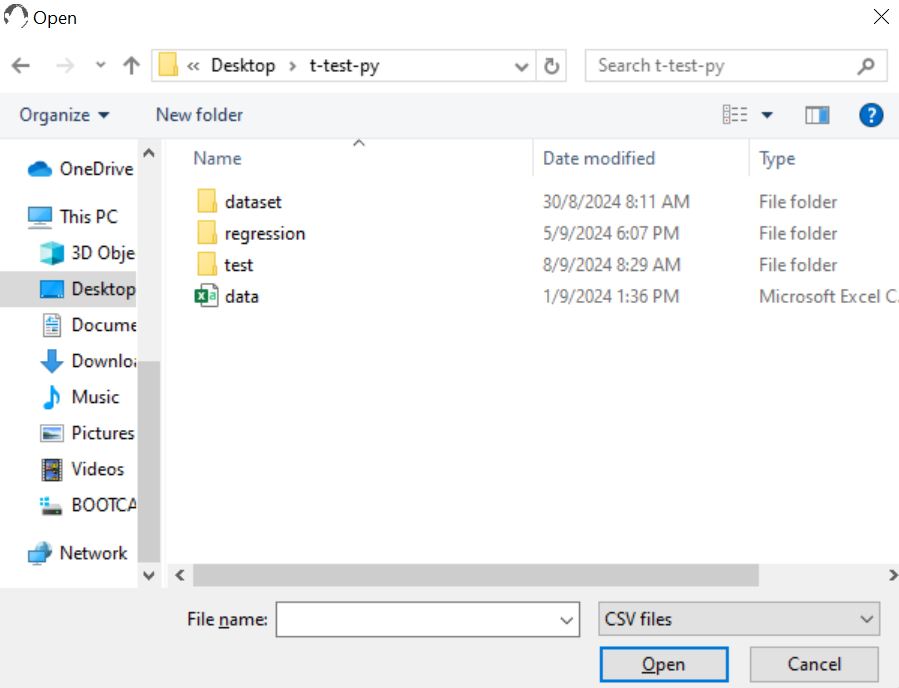 Open
« Desktop › t-test-py
Search t-test-py
Organize
New folder
?
Name
Date modified
Type
OneDrive
This PC
3D Obje
Desktop
Docume
Downloa
Music
Pictures
Videos
BOOTCA
Network
dataset 30/8/2024 8:11 AM File folder
regression 5/9/2024 6:07 PM File folder
test 8/9/2024 8:29 AM File folder
data 1/9/2024 1:36 PM Microsoft Excel C
File name:
CSV files
Open
Cancel